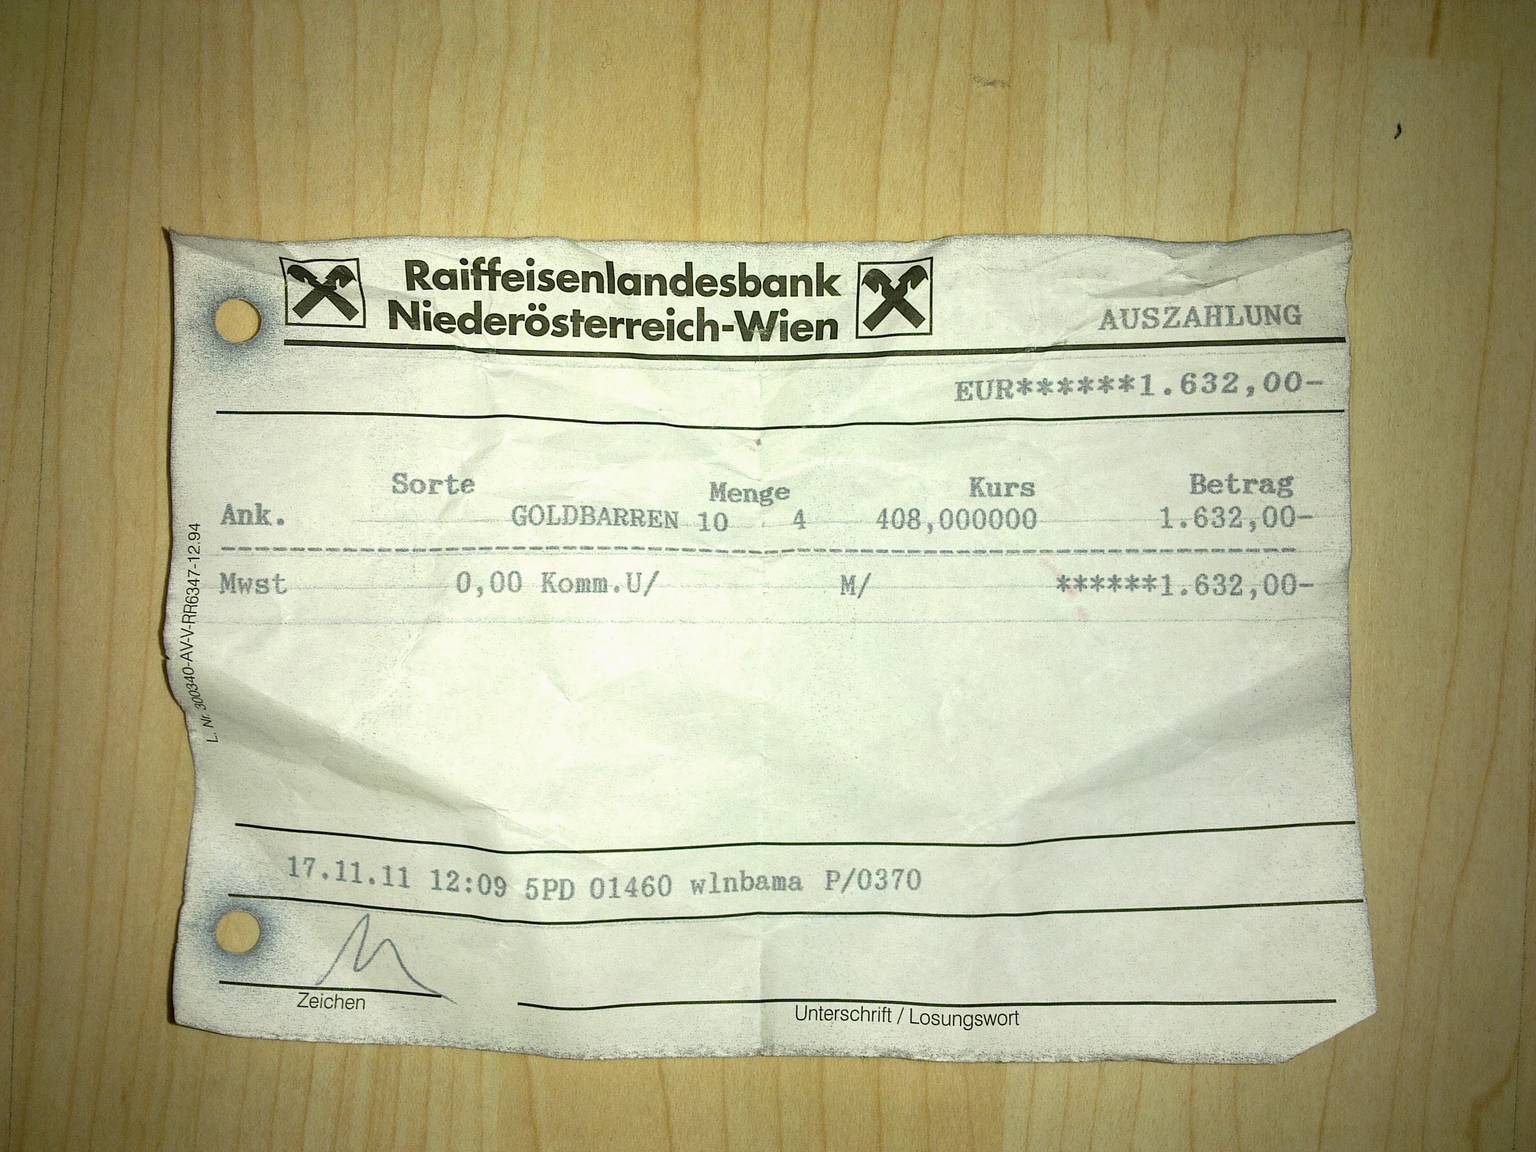 Raiffeisenlandesbank
Niederösterreich-Wien
AUSZAHLUNG
EUR******1.632,00-
Sorte Menge Kurs Betrag
Ank. GOLDBARREN 10 4 408,000000 1.632,00-
Mwst 0,00 Komm.U/ M/ ******1.632,00-
L. Nr. 300340-AV-V-RR6347-12.94
17.11.11 12:09 5PD 01460 wlnbama P/0370
Zeichen
Unterschrift / Losungswort